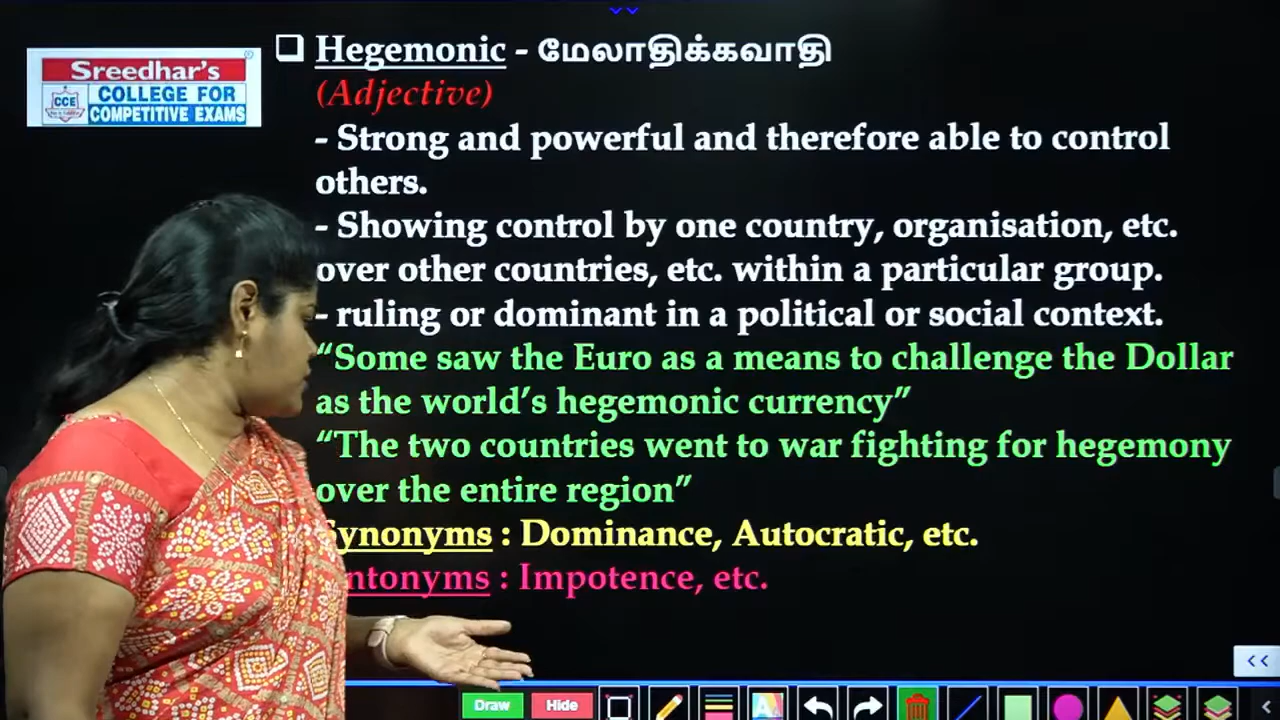 Sreedhar's
CCE
COLLEGE FOR
COMPETITIVE EXAMS
❑ Hegemonic - மேலாதிக்கவாதி
(Adjective)
- Strong and powerful and therefore able to control
others.
- Showing control by one country, organisation, etc.
over other countries, etc. within a particular group.
- ruling or dominant in a political or social context.
“Some saw the Euro as a means to challenge the Dollar
as the world’s hegemonic currency”
“The two countries went to war fighting for hegemony
over the entire region”
Synonyms : Dominance, Autocratic, etc.
ntonyms : Impotence, etc.
Draw Hide